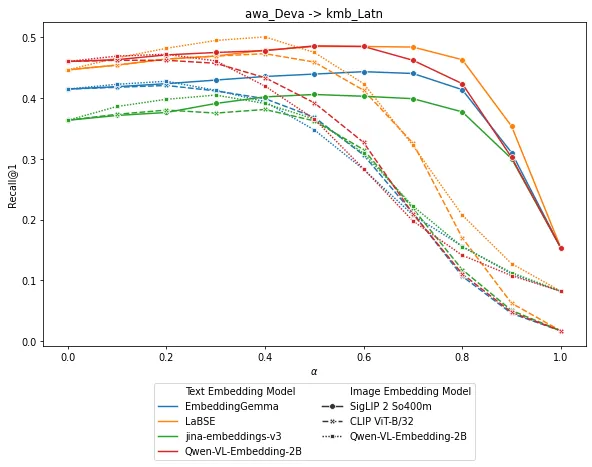 awa_Deva -> kmb_Latn
Recall@1
0.5
0.4
0.3
0.2
0.1
0.0
0.0 0.2 0.4 0.6 0.8 1.0
α
Text Embedding Model
EmbeddingGemma
LaBSE
jina-embeddings-v3
Qwen-VL-Embedding-2B
Image Embedding Model
SigLIP 2 So400m
CLIP ViT-B/32
Qwen-VL-Embedding-2B